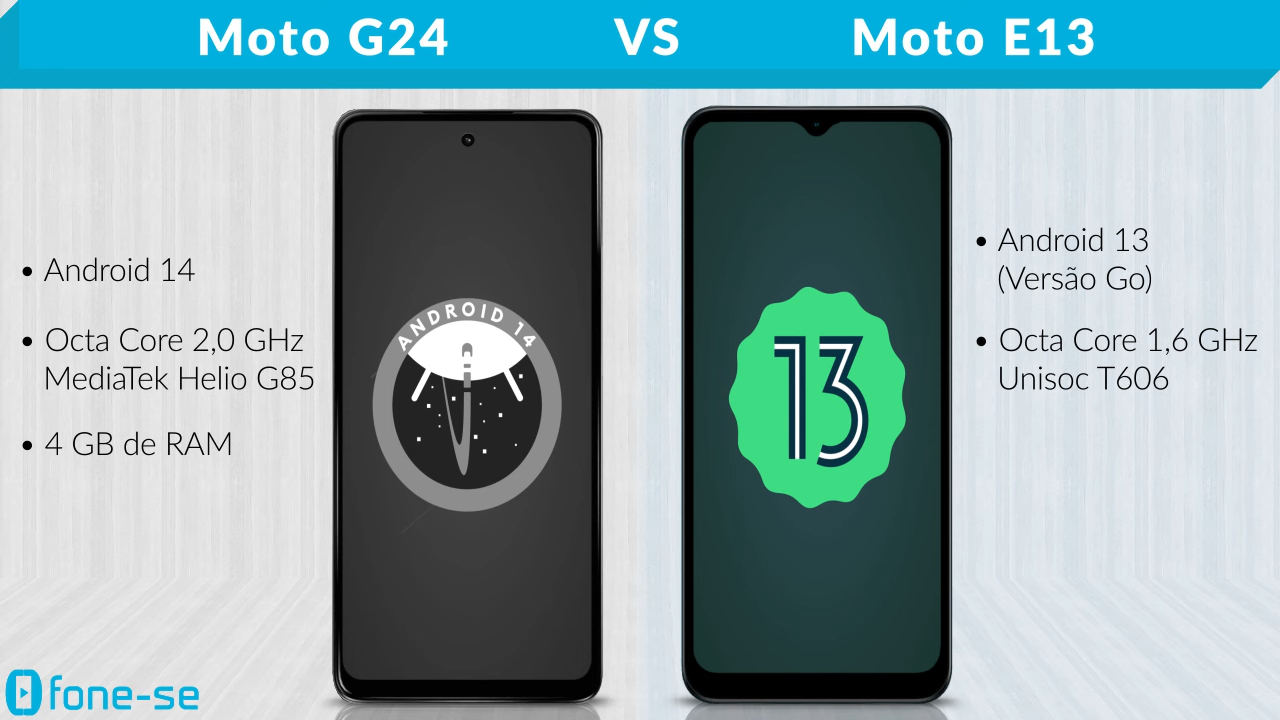 Moto G24 VS Moto E13
• Android 14
• Octa Core 2,0 GHz
MediaTek Helio G85
• 4 GB de RAM
ANDROID 14
13
• Android 13
(Versão Go)
• Octa Core 1,6 GHz
Unisoc T606
fone-se